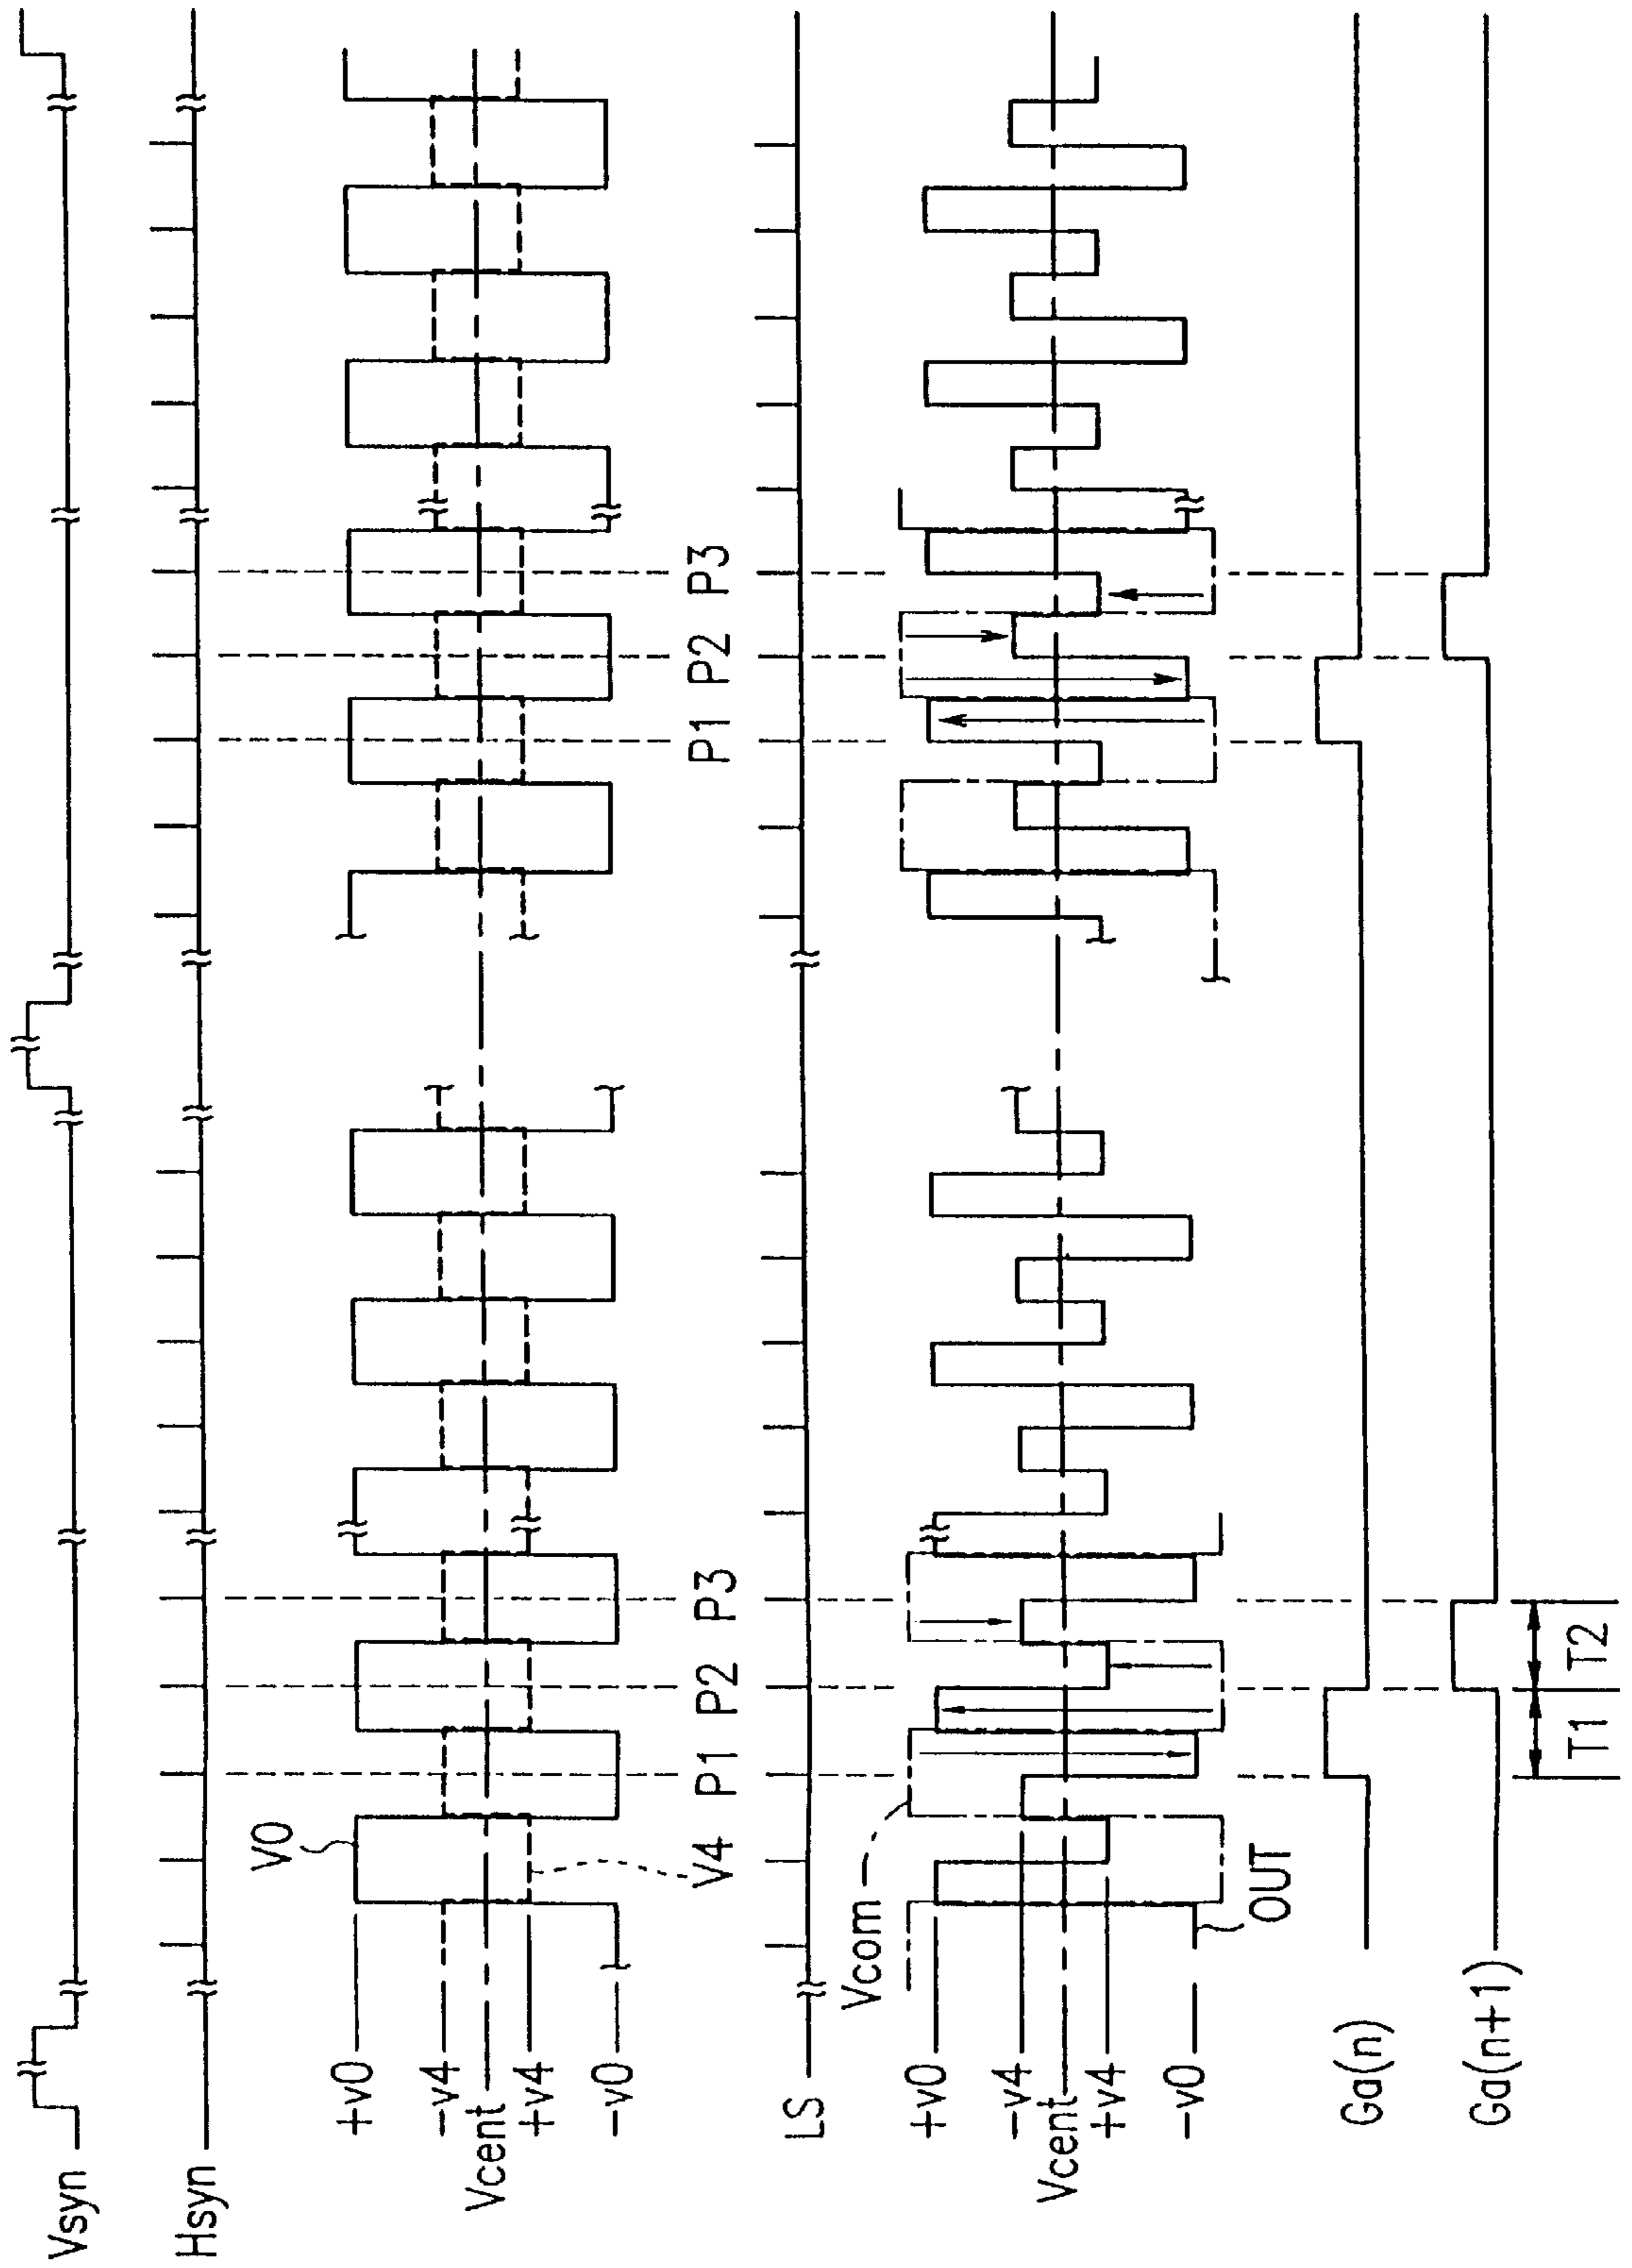 Vsyn
Hsyn
+v0
−v4
Vcent
+v4
−v0
V0
V4
P1 P2 P3
P1 P2 P3
LS
Vcom
+v0
−v4
Vcent
+v4
−v0
OUT
Ga(n)
Ga(n+1)
T1 T2